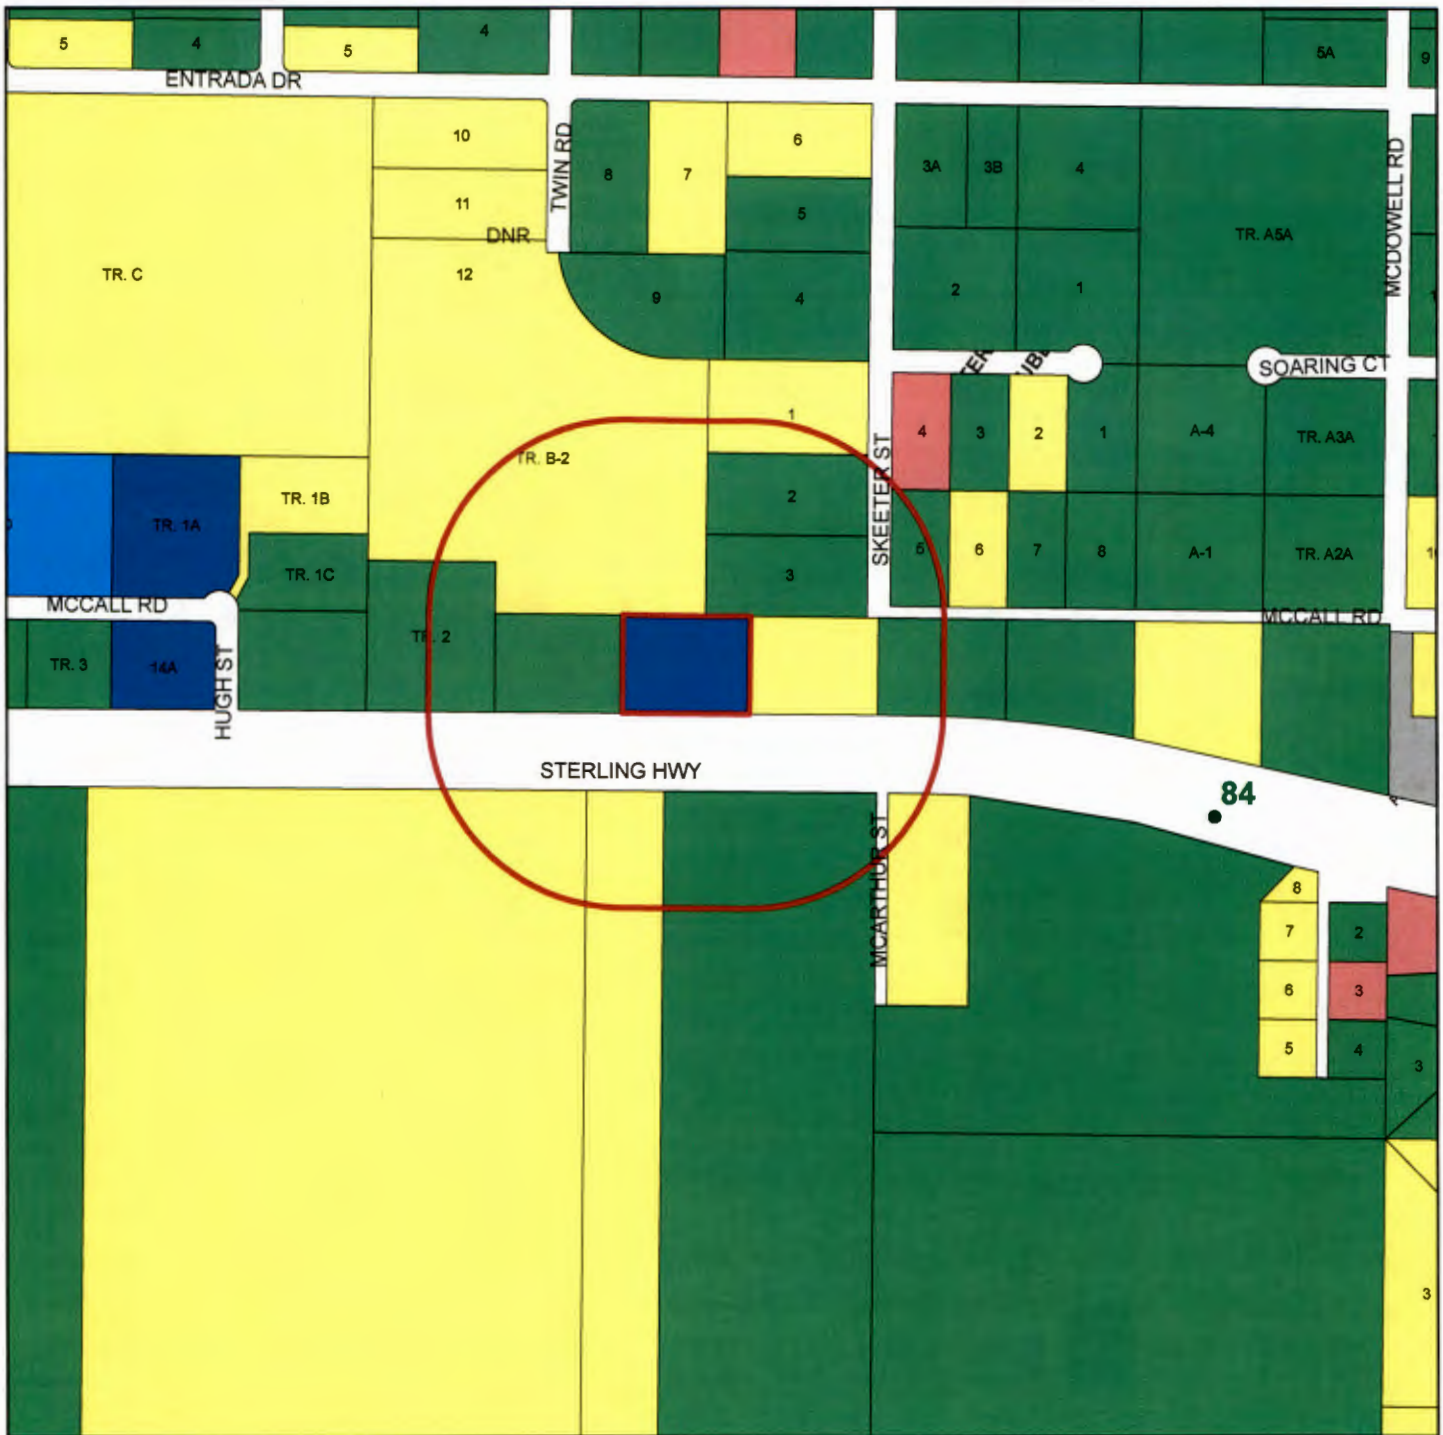 5
4
5
4
5A
9
ENTRADA DR
10
6
TWIN RD
8
7
3A
3B
4
MCDOWELL RD
11
5
DNR
TR. A5A
TR. C
12
9
4
2
1
SOARING CT
1
4
3
2
1
A-4
TR. A3A
TR. B-2
SKEETER ST
TR. 1B
2
TR. 1A
5
6
7
8
A-1
TR. A2A
TR. 1C
3
MCCALL RD
MCCALL RD
TR. 2
TR. 3
14A
HUGH ST
STERLING HWY
84
MCARTHUR ST
8
7
2
6
3
5
4
3
3